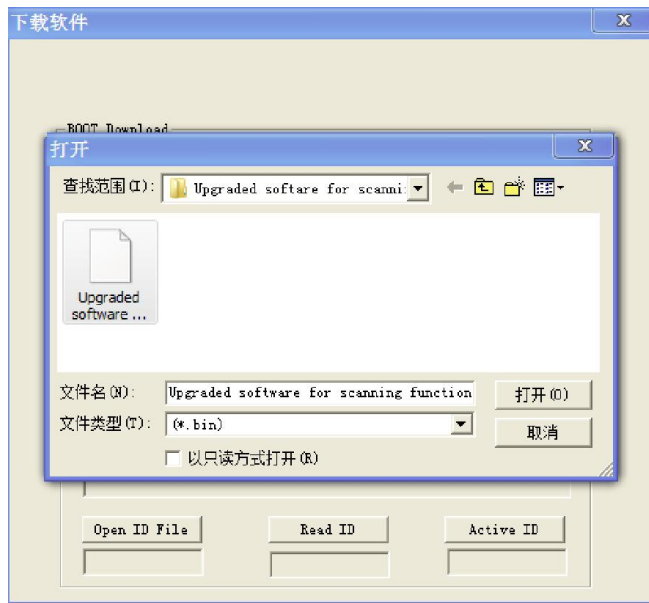 下载软件
BOOT Download
打开
查找范围(I):
Upgraded softare for scanni
Upgraded
software ...
文件名(N):
Upgraded software for scanning function
打开(O)
文件类型(T):
(*.bin)
取消
以只读方式打开(R)
Open ID File
Read ID
Active ID